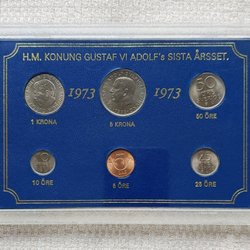 H.M. KONUNG GUSTAF VI ADOLF's SISTA ÅRSSET.
1973 1973
1 KRONA 5 KRONA 50 ÖRE
10 ÖRE 5 ÖRE 25 ÖRE